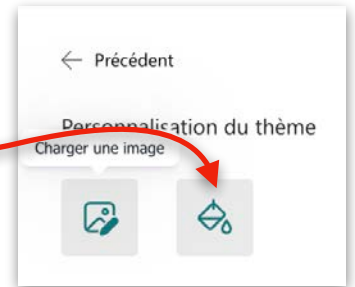 ← Précédent
Personnalisation du thème
Charger une image